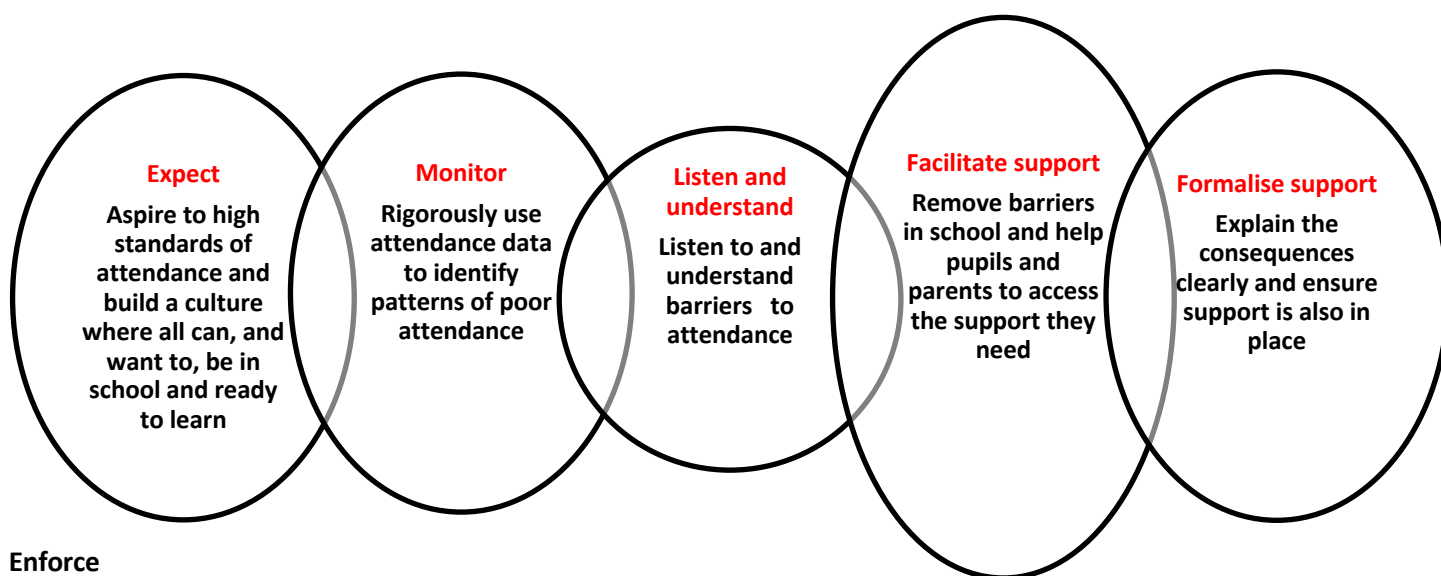 Expect
Aspire to high
standards of
attendance and
build a culture
where all can, and
want to, be in
school and ready
to learn
Monitor
Rigorously use
attendance data
to identify
patterns of poor
attendance
Listen and
understand
Listen to and
understand
barriers to
attendance
Facilitate support
Remove barriers
in school and help
pupils and
parents to access
the support they
need
Formalise support
Explain the
consequences
clearly and ensure
support is also in
place
Enforce